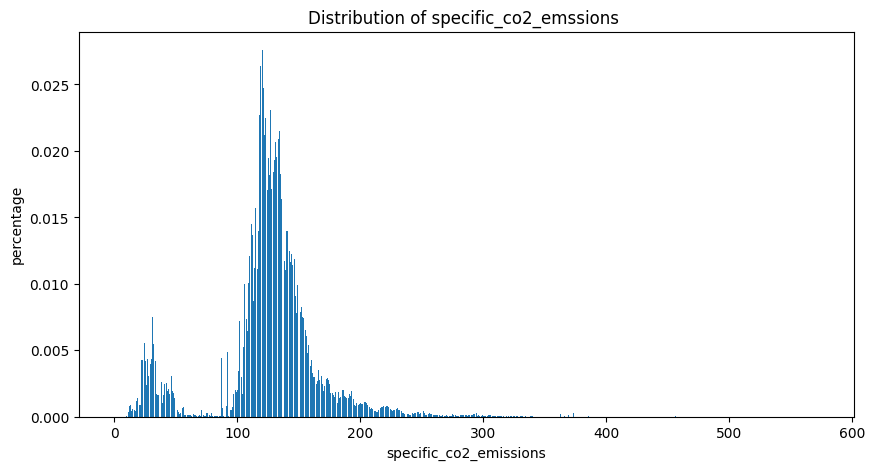 Distribution of specific_co2_emssions
0.025
0.020
0.015
0.010
0.005
0.000
percentage
0 100 200 300 400 500 600
specific_co2_emissions